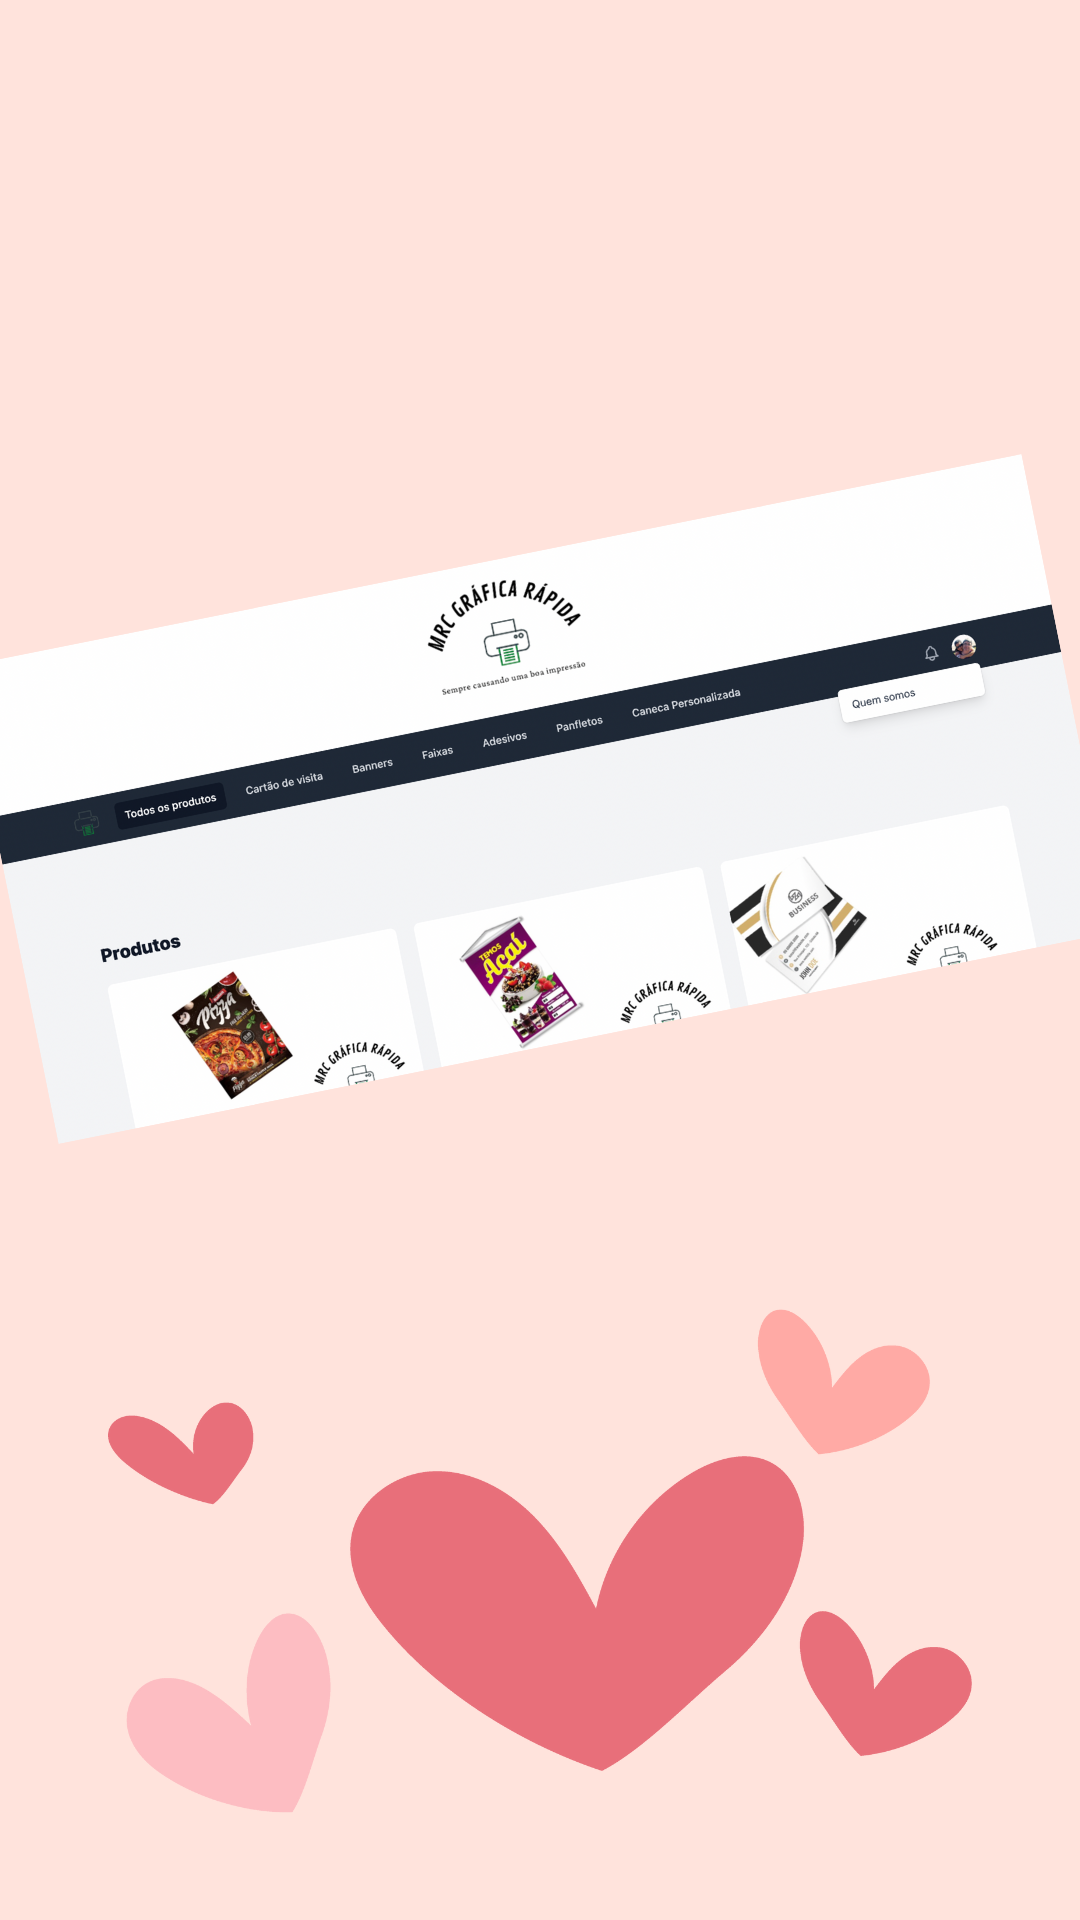 MRC GRÁFICA RÁPIDA
Sempre causando uma boa impressão
Todos os produtos
Cartão de visita
Banners
Faixas
Adesivos
Panfletos
Caneca Personalizada
Quem somos
Produtos
Pizza
MRC GRÁFICA RÁPIDA
TEMOS
Açaí
MRC GRÁFICA RÁPIDA
BUSINESS
JOHN DOE
MRC GRÁFICA RÁPIDA